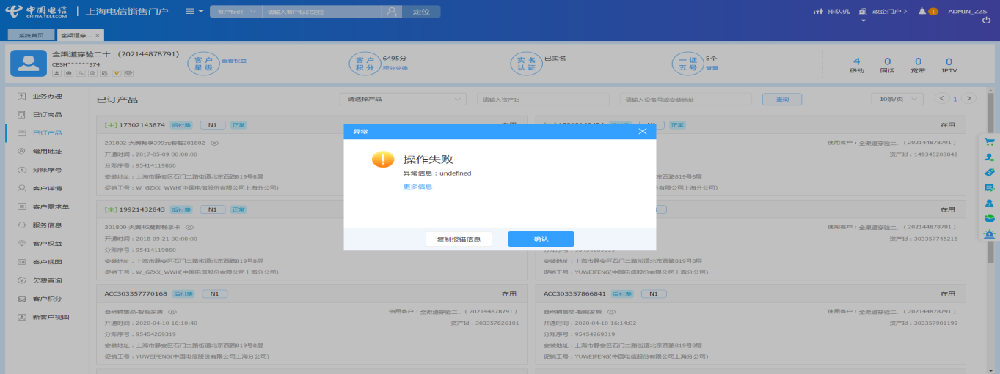 中国电信
CHINA TELECOM
上海电信销售门户
客户标识
请输入客户标识定位
定位
排队机
政企门户>
1
ADMIN_ZZS
系统首页
全渠道穿... ×
全渠道穿验二十...(202144878791)
CESH******374
客户星级
查看权益
客户积分
6495分
积分兑换
实名认证
已实名
一证五号
5个
查看
4
移动
0
固话
0
宽带
0
IPTV
业务办理
已订商品
已订产品
常用地址
分账序号
客户详情
客户需求单
服务信息
客户权益
客户视图
欠费查询
客户积分
新客户视图
已订产品
请选择产品
请输入资产Id
请输入设备号或安装地址
查询
10条/页
< 1 >
[主] 17302143874 后付费 N1 正常
201802-天翼畅享399元套餐201802
开通时间：2017-05-09 00:00:00
分账序号：95414119860
安装地址：上海市静安区石门二路街道北京西路819号8层
促销工号：W_GZXX_WWH(中国电信股份有限公司上海分公司)
正常
在用
使用客户：全渠道穿验二...（202144878791）
资产Id：149345203842
京西路819号8层
有限公司上海分公司)
异常
操作失败
异常信息：undefined
更多信息
复制报错信息
确认
[主] 19921432843 后付费 N1 正常
201809-天翼4G魔都畅享卡
开通时间：2018-09-21 00:00:00
分账序号：95414119860
安装地址：上海市静安区石门二路街道北京西路819号8层
促销工号：W_GZXX_WWH(中国电信股份有限公司上海分公司)
在用
使用客户：全渠道穿验二...（202144878791）
资产Id：303357745215
安装地址：上海市静安区石门二路街道北京西路819号8层
促销工号：YUWEIFENG(中国电信股份有限公司上海分公司)
ACC303357770168 后付费 N1
在用
基础销售品-智能家居
使用客户：全渠道穿验二...（202144878791）
开通时间：2020-04-10 16:10:40
资产Id：303357826101
分账序号：95454269319
安装地址：上海市静安区石门二路街道北京西路819号8层
促销工号：YUWEIFENG(中国电信股份有限公司上海分公司)
ACC303357866841 后付费 N1
在用
基础销售品-智能家居
使用客户：全渠道穿验二...（202144878791）
开通时间：2020-04-10 16:14:02
资产Id：303357901199
分账序号：95454269319
安装地址：上海市静安区石门二路街道北京西路819号8层
促销工号：YUWEIFENG(中国电信股份有限公司上海分公司)